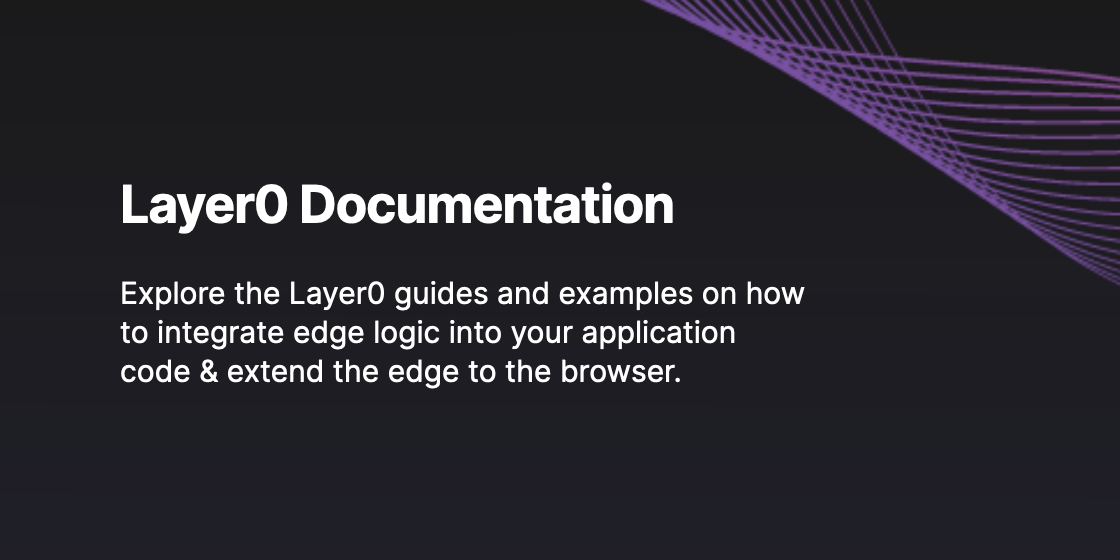 Layer0 Documentation
Explore the Layer0 guides and examples on how
to integrate edge logic into your application
code & extend the edge to the browser.